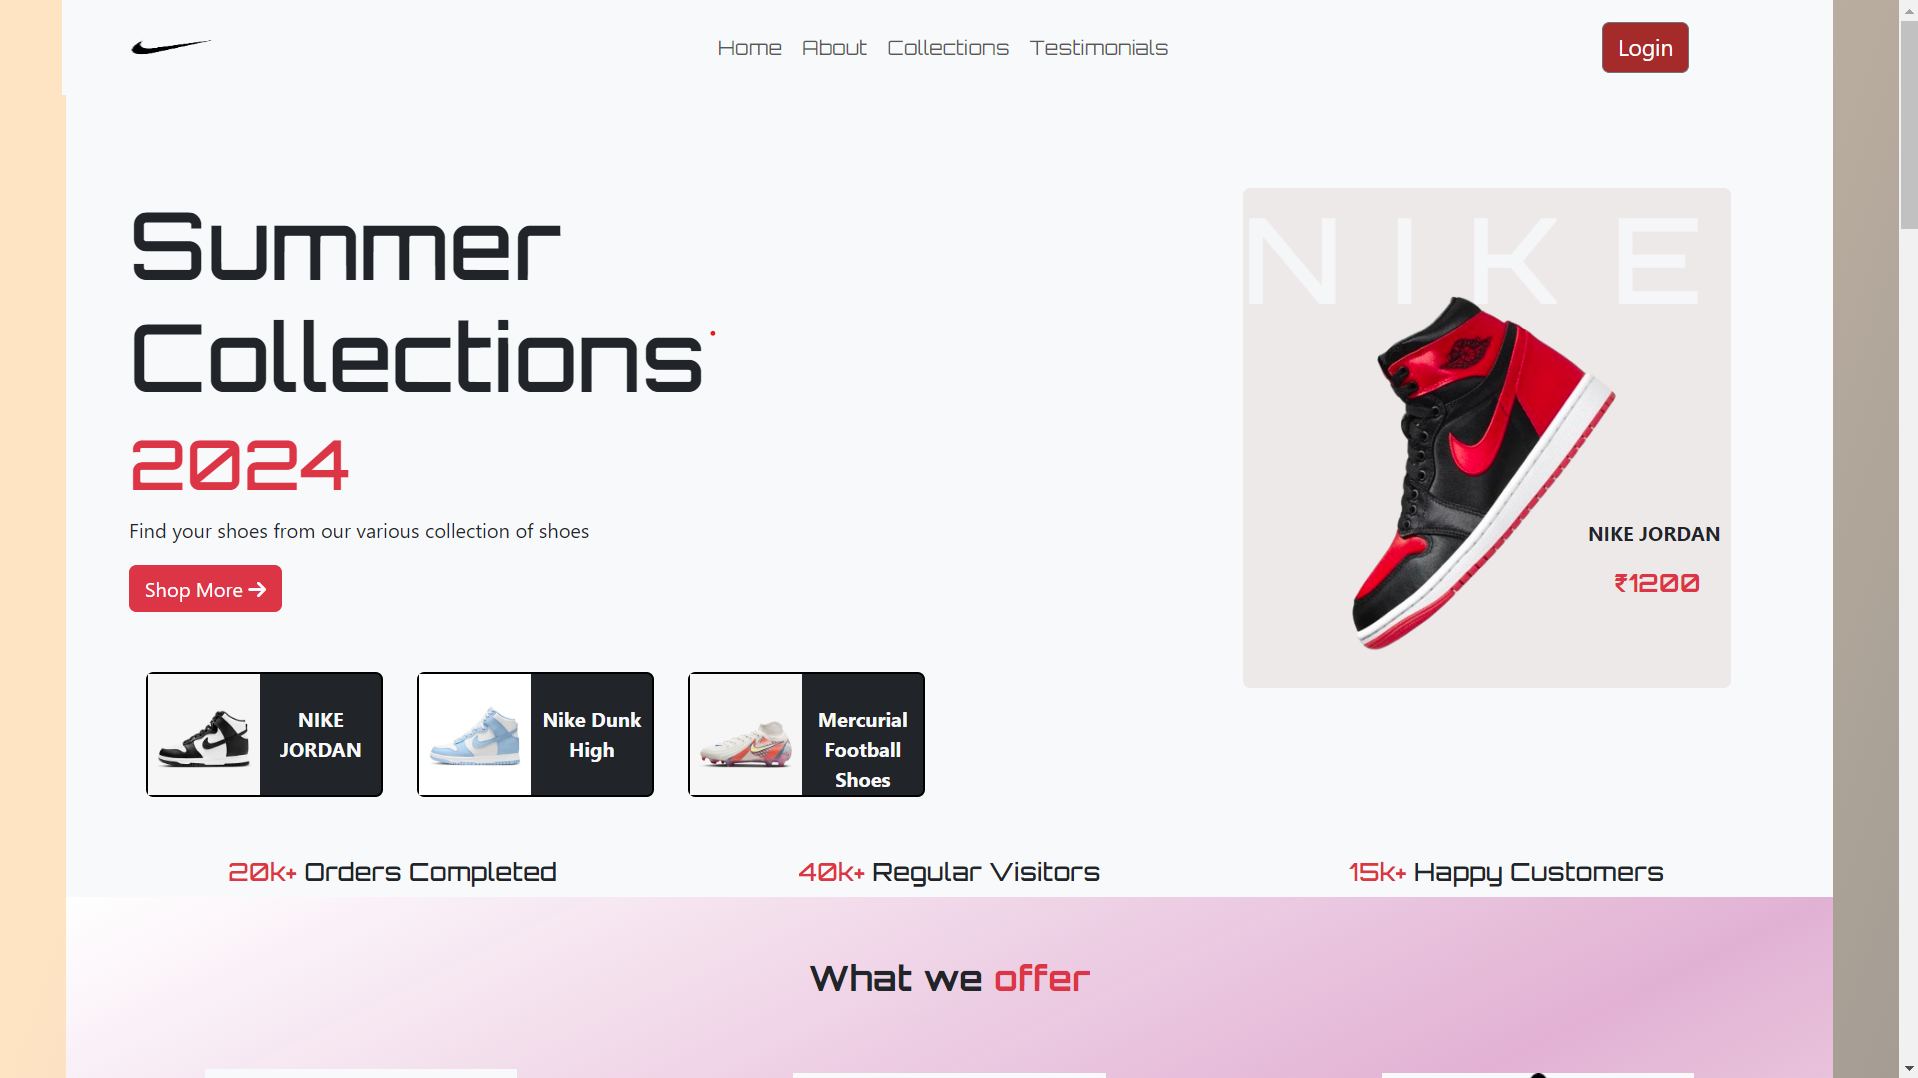 Home About Collections Testimonials
Login
Summer
Collections
2024
Find your shoes from our various collection of shoes
Shop More
NIKE
NIKE JORDAN
₹1200
NIKE
JORDAN
Nike Dunk
High
Mercurial
Football
Shoes
20k+ Orders Completed
40k+ Regular Visitors
15k+ Happy Customers
What we offer